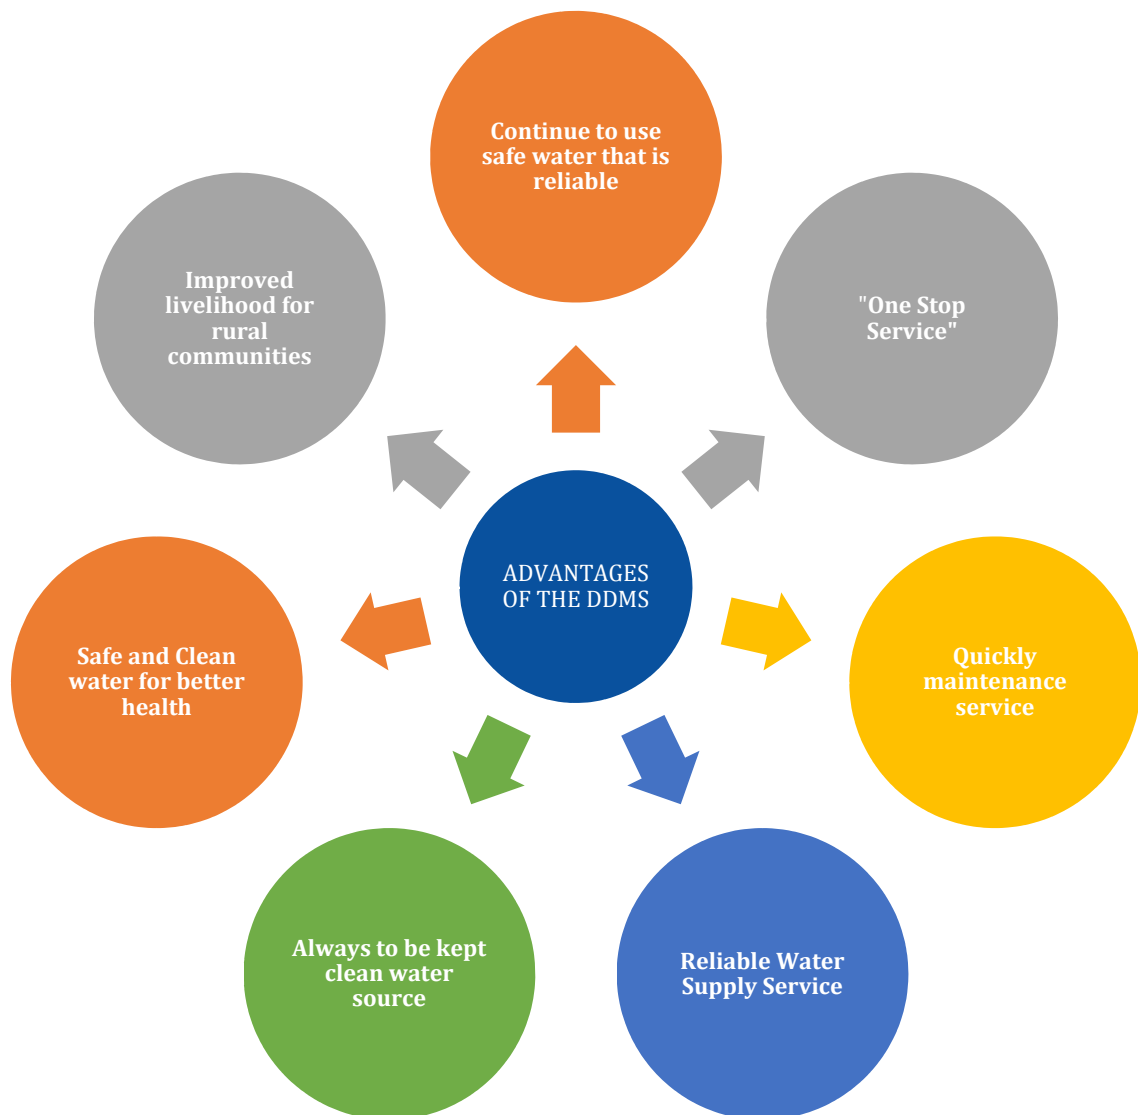 Continue to use
safe water that is
reliable
"One Stop
Service"
Quickly
maintenance
service
Reliable Water
Supply Service
Always to be kept
clean water
source
Safe and Clean
water for better
health
Improved
livelihood for
rural
communities
ADVANTAGES
OF THE DDMS